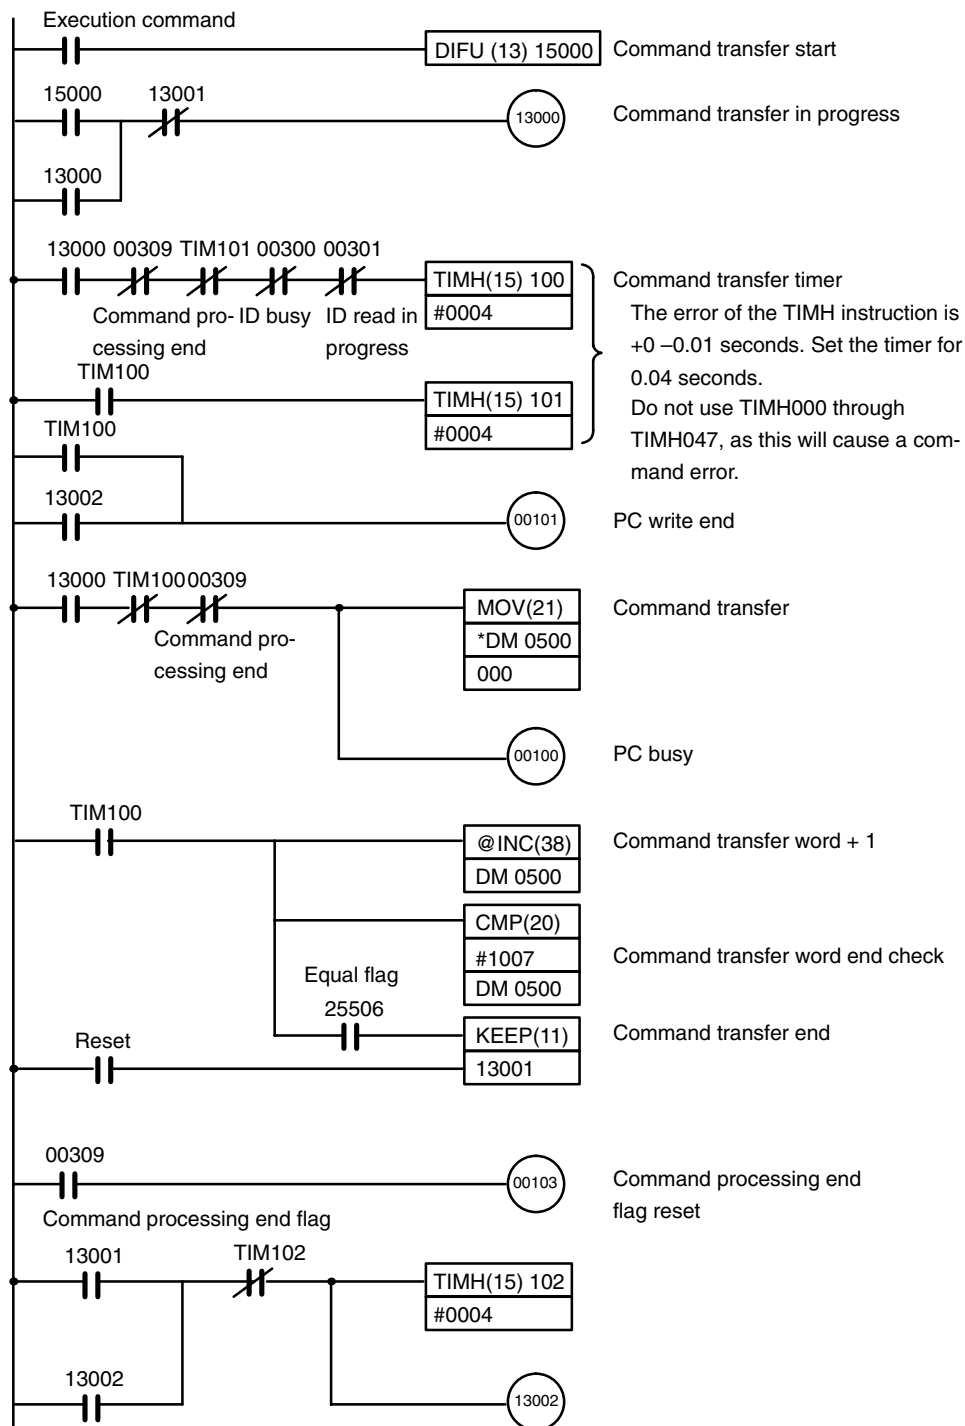 Execution command
DIFU (13) 15000 Command transfer start
15000 13001
13000 Command transfer in progress
13000
13000 00309 TIM101 00300 00301
TIMH(15) 100 Command transfer timer
#0004 The error of the TIMH instruction is
Command pro- ID busy ID read in
cessing end progress
+0 –0.01 seconds. Set the timer for
0.04 seconds.
TIM100
TIMH(15) 101 Do not use TIMH000 through
#0004 TIMH047, as this will cause a com-
mand error.
TIM100
13002
00101 PC write end
13000 TIM100 00309
MOV(21) Command transfer
*DM 0500
000
Command pro-
cessing end
00100 PC busy
TIM100
@INC(38) Command transfer word + 1
DM 0500
CMP(20)
#1007 Command transfer word end check
DM 0500
Equal flag
25506
KEEP(11) Command transfer end
Reset
13001
00309
00103 Command processing end
flag reset
Command processing end flag
13001 TIM102
TIMH(15) 102
#0004
13002
13002